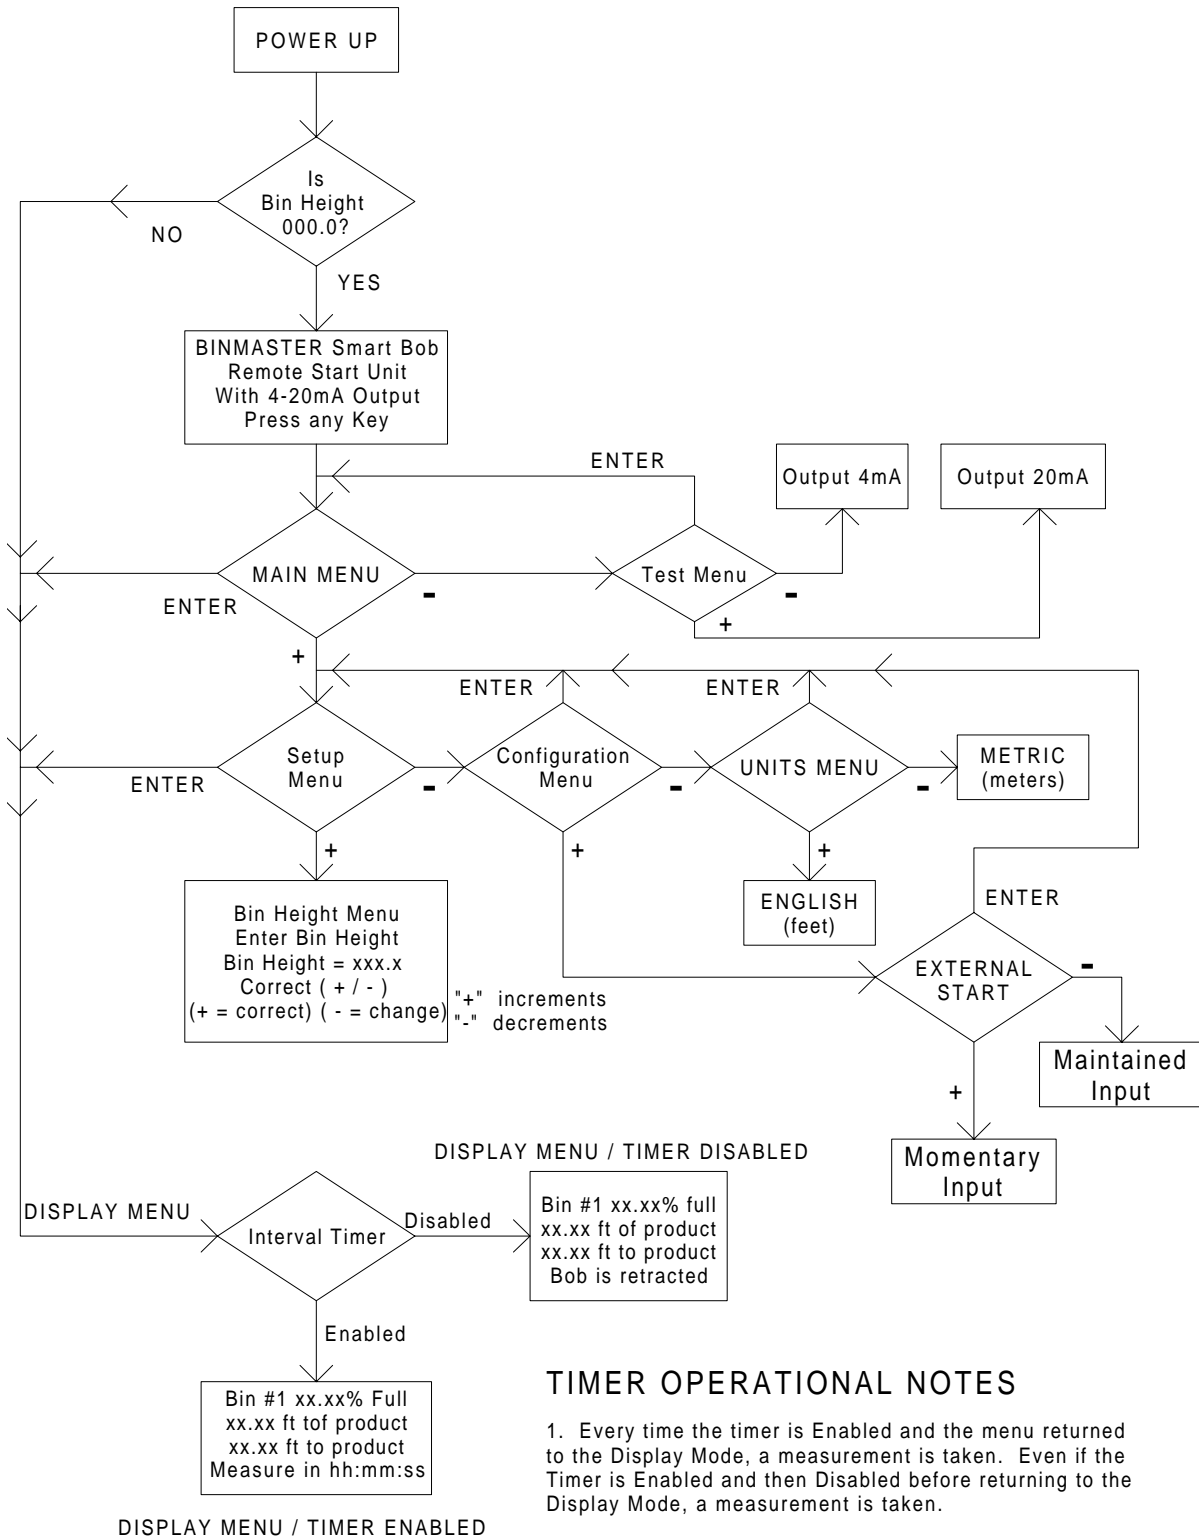 POWER UP
Is
Bin Height
000.0?
NO
YES
BINMASTER Smart Bob
Remote Start Unit
With 4-20mA Output
Press any Key
ENTER
Output 4mA
Output 20mA
MAIN MENU
Test Menu
ENTER
-
-
+
+
ENTER
ENTER
Setup
Menu
Configuration
Menu
UNITS MENU
METRIC
(meters)
ENTER
-
-
-
+
+
+
Bin Height Menu
Enter Bin Height
Bin Height = xxx.x
Correct ( + / - )
(+ = correct) ( - = change)
"+" increments
"-" decrements
ENGLISH
(feet)
ENTER
EXTERNAL
START
-
+
Maintained
Input
Momentary
Input
DISPLAY MENU / TIMER DISABLED
DISPLAY MENU
Interval Timer
Disabled
Bin #1 xx.xx% full
xx.xx ft of product
xx.xx ft to product
Bob is retracted
Enabled
Bin #1 xx.xx% Full
xx.xx ft tof product
xx.xx ft to product
Measure in hh:mm:ss
DISPLAY MENU / TIMER ENABLED
TIMER OPERATIONAL NOTES
1. Every time the timer is Enabled and the menu returned
to the Display Mode, a measurement is taken. Even if the
Timer is Enabled and then Disabled before returning to the
Display Mode, a measurement is taken.